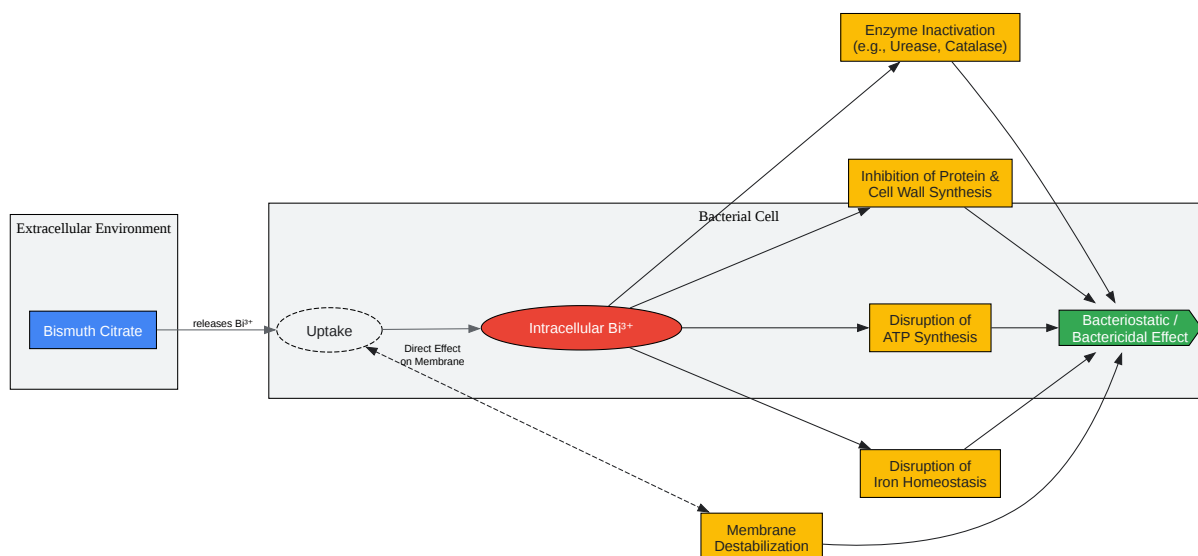 Enzyme Inactivation
(e.g., Urease, Catalase)
Inhibition of Protein &
Cell Wall Synthesis
Bacterial Cell
Extracellular Environment
Bismuth Citrate
releases Bi³⁺
Uptake
Intracellular Bi³⁺
Disruption of
ATP Synthesis
Bacteriostatic /
Bactericidal Effect
Direct Effect
on Membrane
Disruption of
Iron Homeostasis
Membrane
Destabilization